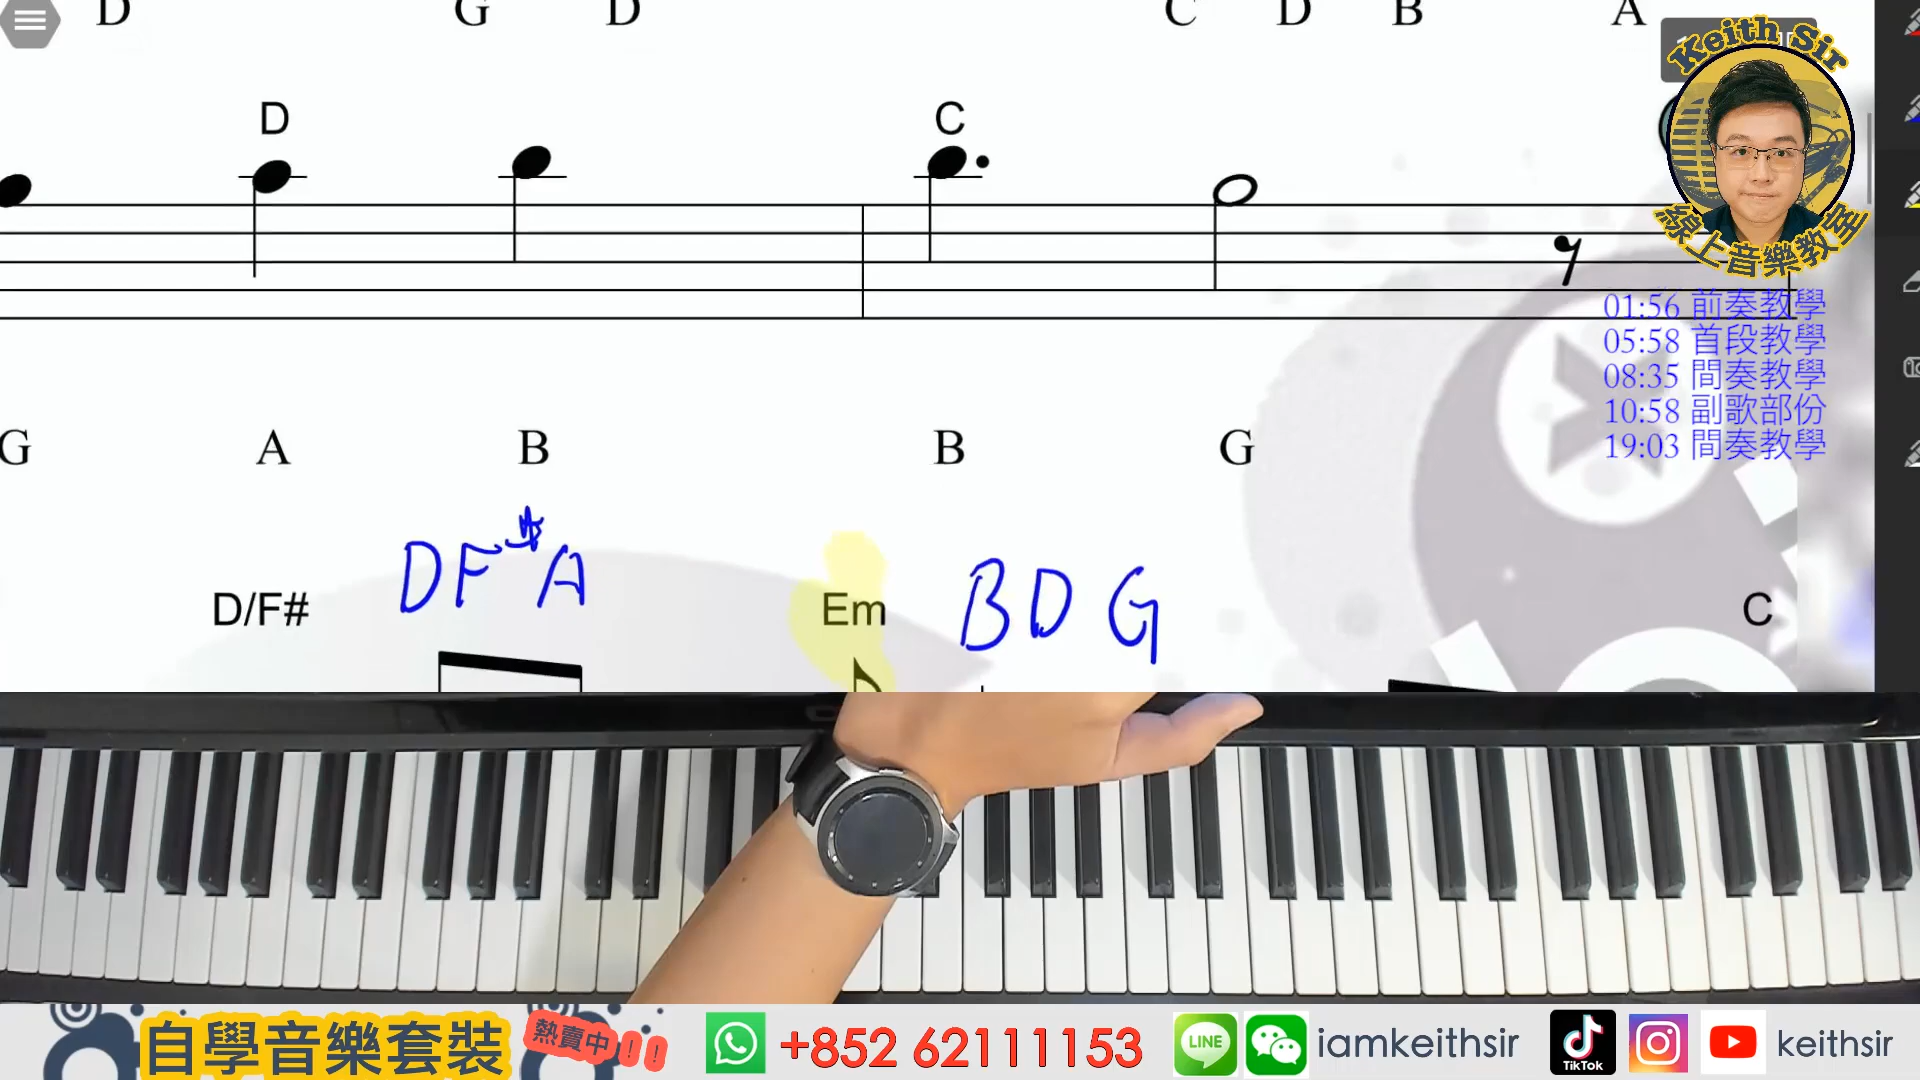 D G D C D B A
Keith Sir
D C
線上音樂教室
01:56 前奏教學
05:58 首段教學
08:35 間奏教學
10:58 副歌部份
19:03 間奏教學
G A B B G
DF#A
D/F# Em BDG C
自學音樂套裝
熱賣中!!
+852 62111153
LINE
iamkeithsir
TikTok
keithsir